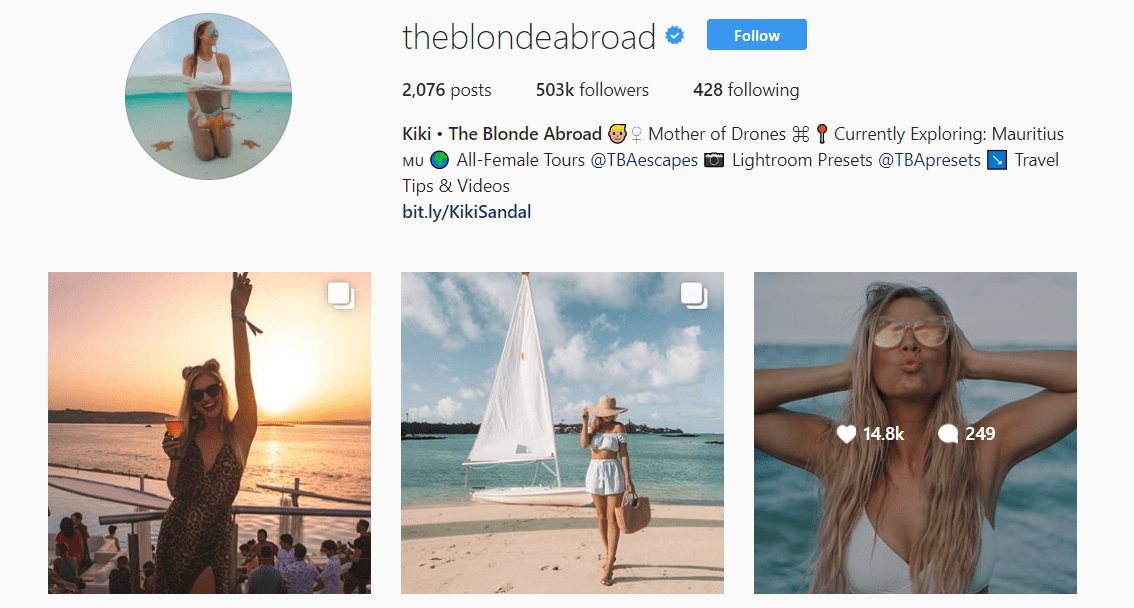 theblondeabroad Follow
2,076 posts 503k followers 428 following
Kiki • The Blonde Abroad 👱🏼♀ Mother of Drones ⌘ 📍 Currently Exploring: Mauritius
ᴍᴜ 🌍 All-Female Tours @TBAescapes 📷 Lightroom Presets @TBApresets ↘ Travel
Tips & Videos
bit.ly/KikiSandal
14.8k 249